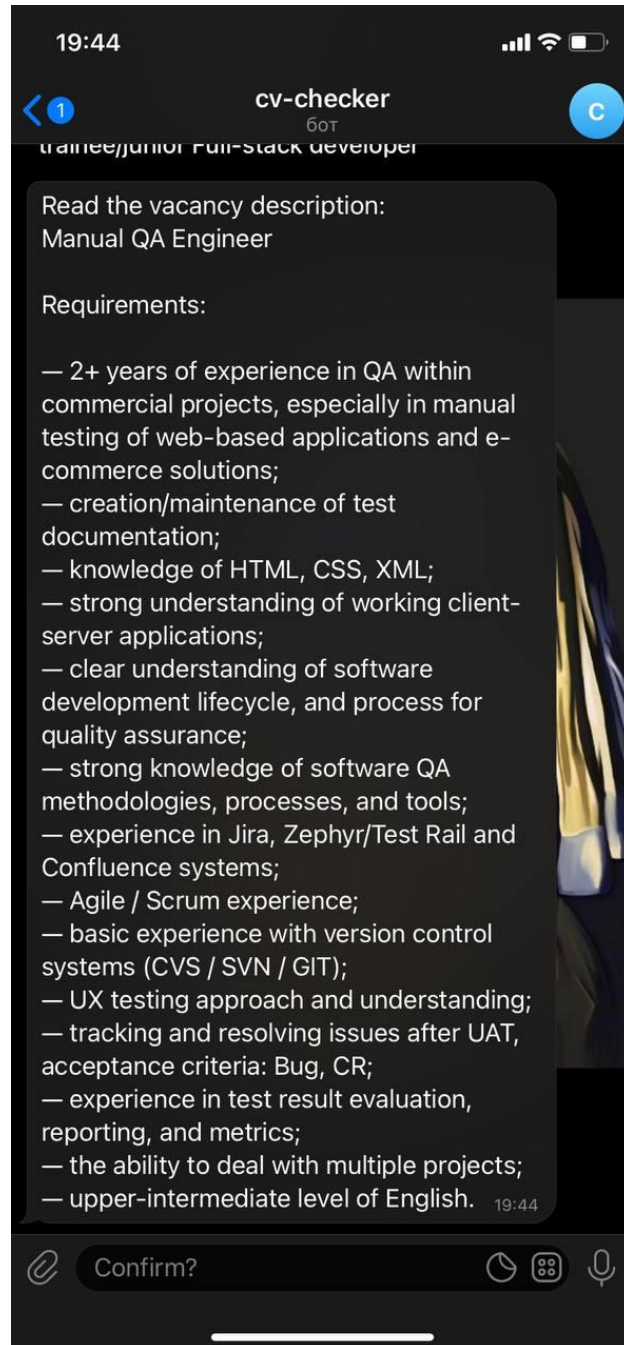 19:44
1
cv-checker
бот
C
trainee/junior Full-stack developer
Read the vacancy description:
Manual QA Engineer
Requirements:
— 2+ years of experience in QA within
commercial projects, especially in manual
testing of web-based applications and e-
commerce solutions;
— creation/maintenance of test
documentation;
— knowledge of HTML, CSS, XML;
— strong understanding of working client-
server applications;
— clear understanding of software
development lifecycle, and process for
quality assurance;
— strong knowledge of software QA
methodologies, processes, and tools;
— experience in Jira, Zephyr/Test Rail and
Confluence systems;
— Agile / Scrum experience;
— basic experience with version control
systems (CVS / SVN / GIT);
— UX testing approach and understanding;
— tracking and resolving issues after UAT,
acceptance criteria: Bug, CR;
— experience in test result evaluation,
reporting, and metrics;
— the ability to deal with multiple projects;
— upper-intermediate level of English. 19:44
Confirm?